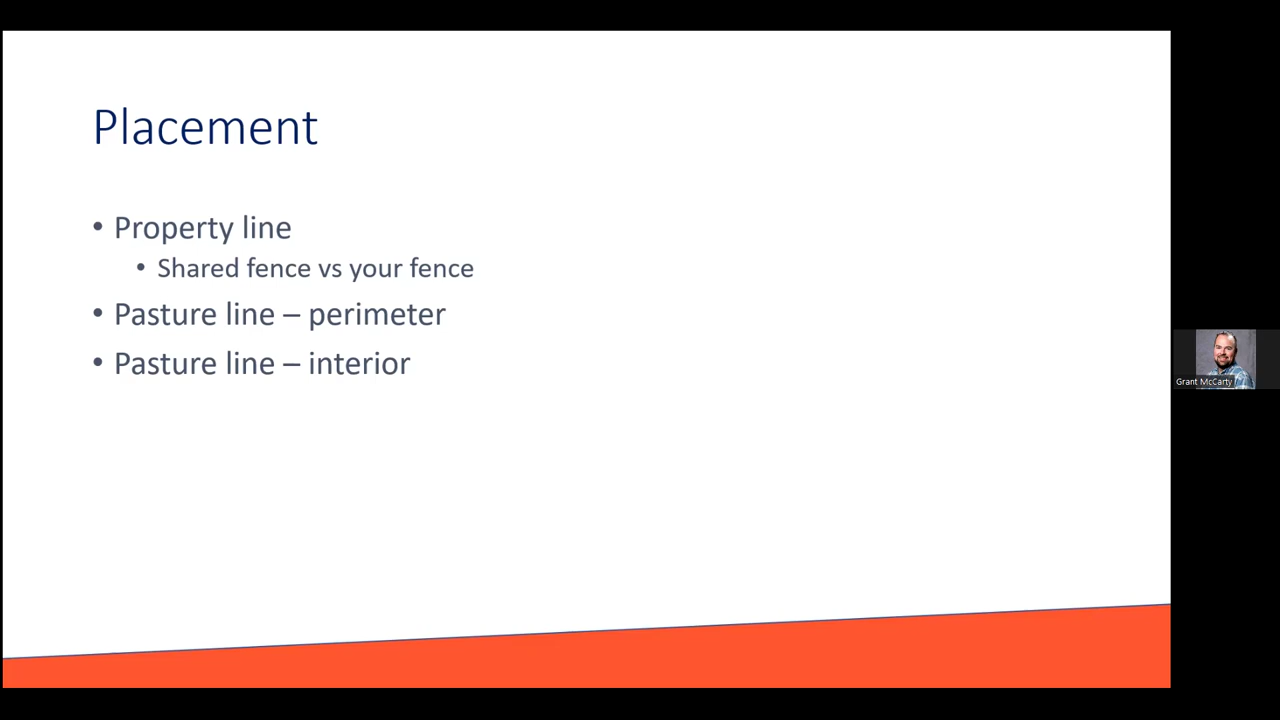 Placement
• Property line
• Shared fence vs your fence
• Pasture line – perimeter
• Pasture line – interior
Grant McCarty